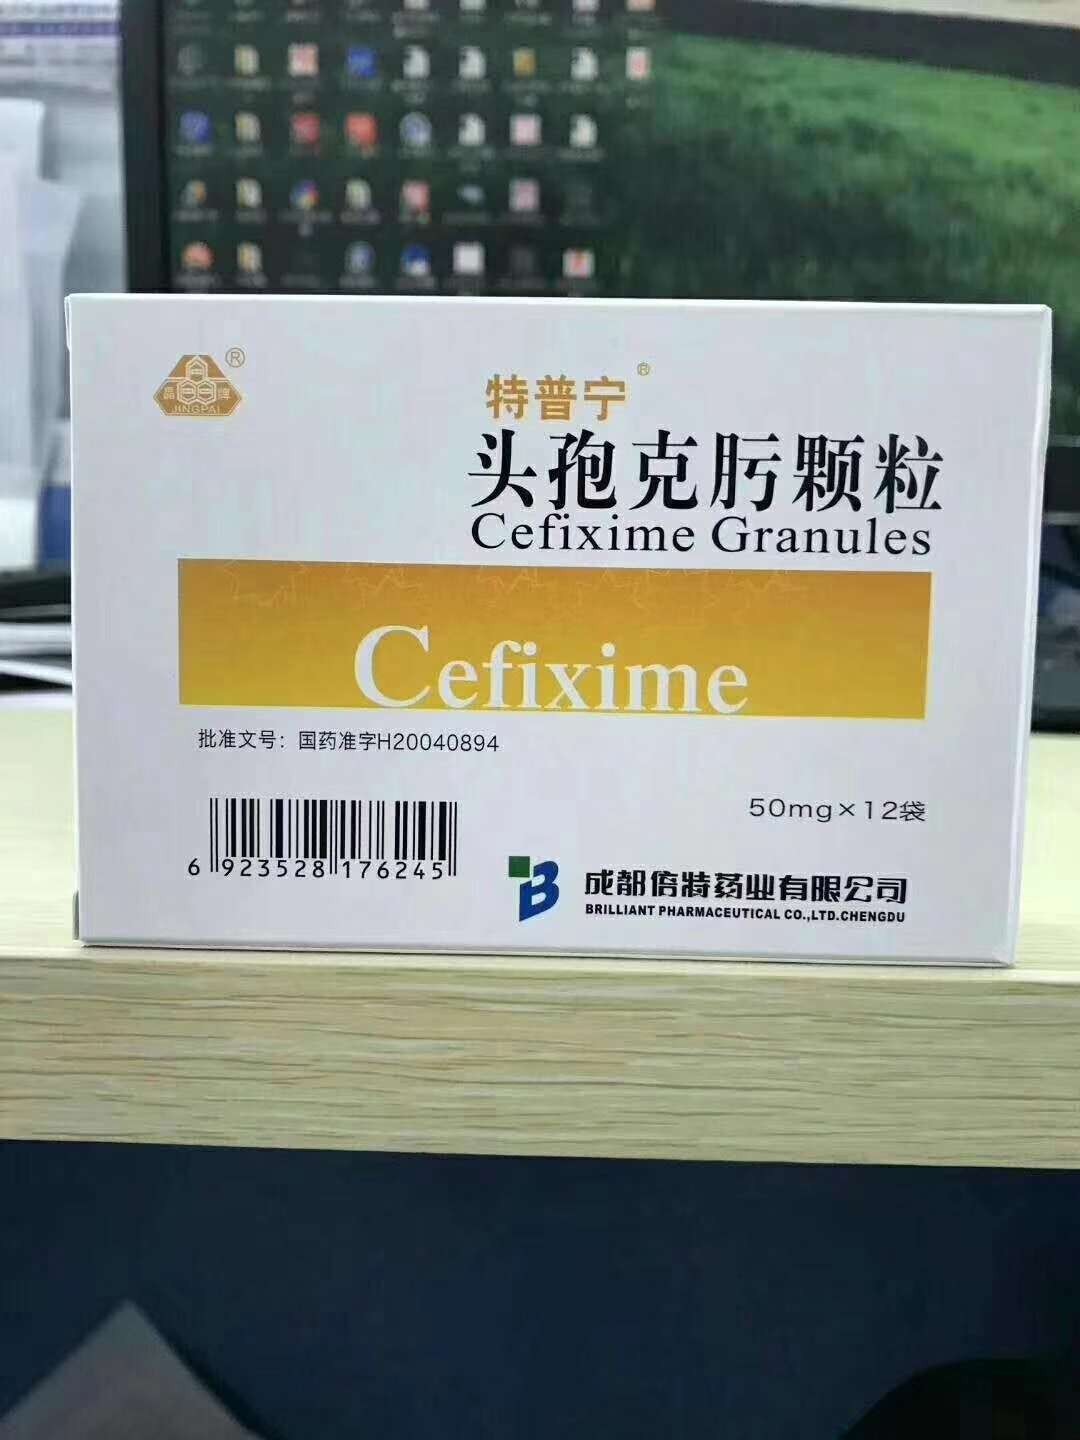 晶牌®
JINGPAI
特普宁®
头孢克肟颗粒
Cefixime Granules
Cefixime
批准文号：国药准字H20040894
50mg×12袋
6 923528 176245
B
成都倍特药业有限公司
BRILLIANT PHARMACEUTICAL CO.,LTD.CHENGDU